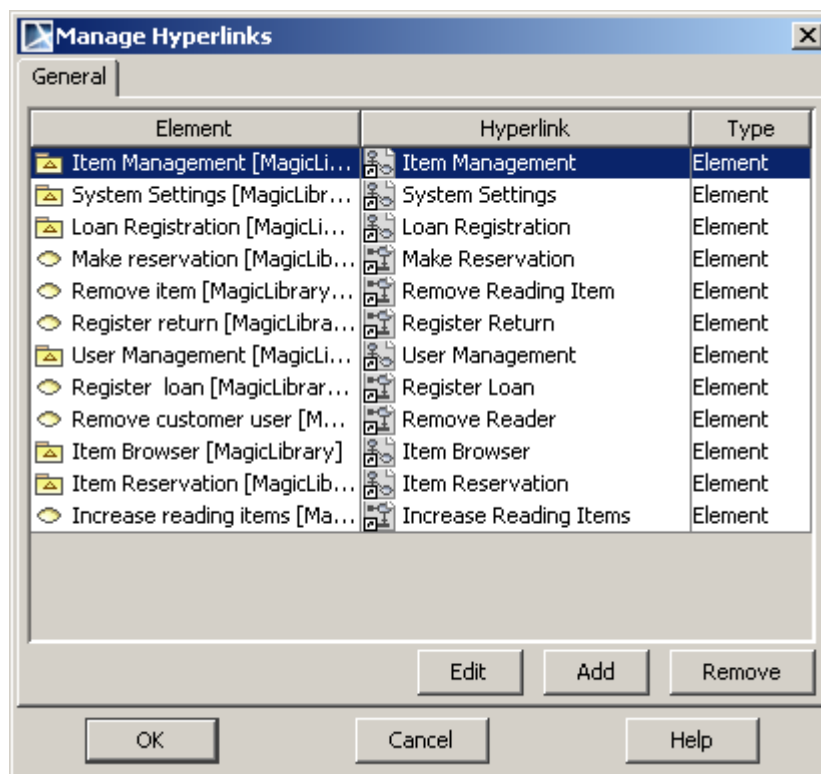 Manage Hyperlinks
General
Element Hyperlink Type
Item Management [MagicLi... Item Management Element
System Settings [MagicLibr... System Settings Element
Loan Registration [MagicLi... Loan Registration Element
Make reservation [MagicLib... Make Reservation Element
Remove item [MagicLibrary... Remove Reading Item Element
Register return [MagicLibra... Register Return Element
User Management [MagicLi... User Management Element
Register  loan [MagicLibrar... Register Loan Element
Remove customer user [M... Remove Reader Element
Item Browser [MagicLibrary] Item Browser Element
Item Reservation [MagicLib... Item Reservation Element
Increase reading items [Ma... Increase Reading Items Element
Edit Add Remove
OK Cancel Help